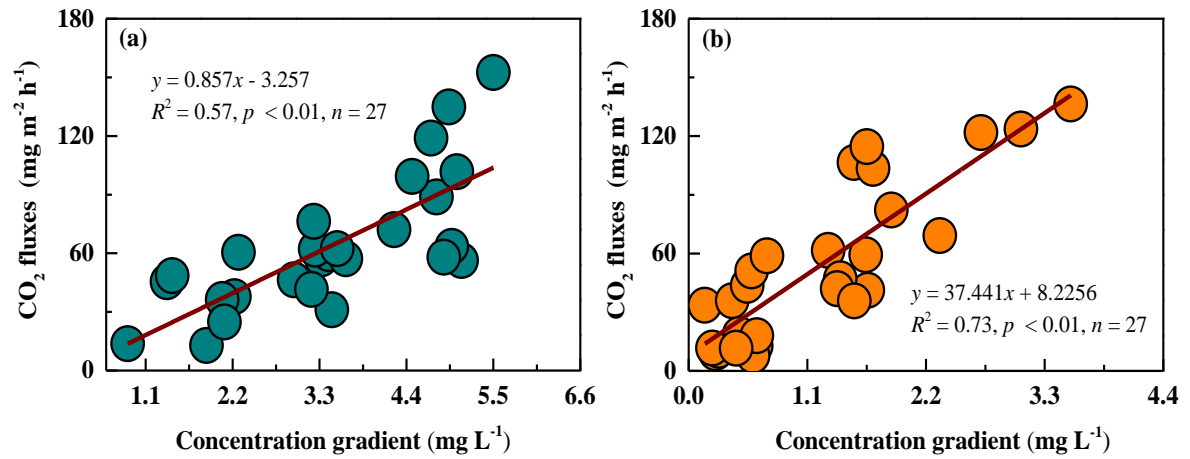 (a)
y = 0.857x - 3.257
R² = 0.57, p < 0.01, n = 27
CO₂ fluxes (mg m⁻² h⁻¹)
180
120
60
0
1.1 2.2 3.3 4.4 5.5 6.6
Concentration gradient (mg L⁻¹)
(b)
y = 37.441x + 8.2256
R² = 0.73, p < 0.01, n = 27
CO₂ fluxes (mg m⁻² h⁻¹)
180
120
60
0
0.0 1.1 2.2 3.3 4.4
Concentration gradient (mg L⁻¹)